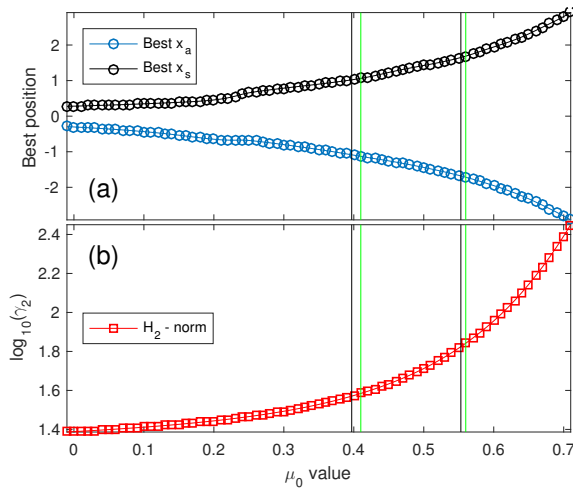 Best x_a
Best x_s
2
1
0
-1
-2
Best position
(a)
2.4
2.2
2
1.8
1.6
1.4
log_10(γ_2)
(b)
H_2 - norm
0 0.1 0.2 0.3 0.4 0.5 0.6 0.7
μ_0 value